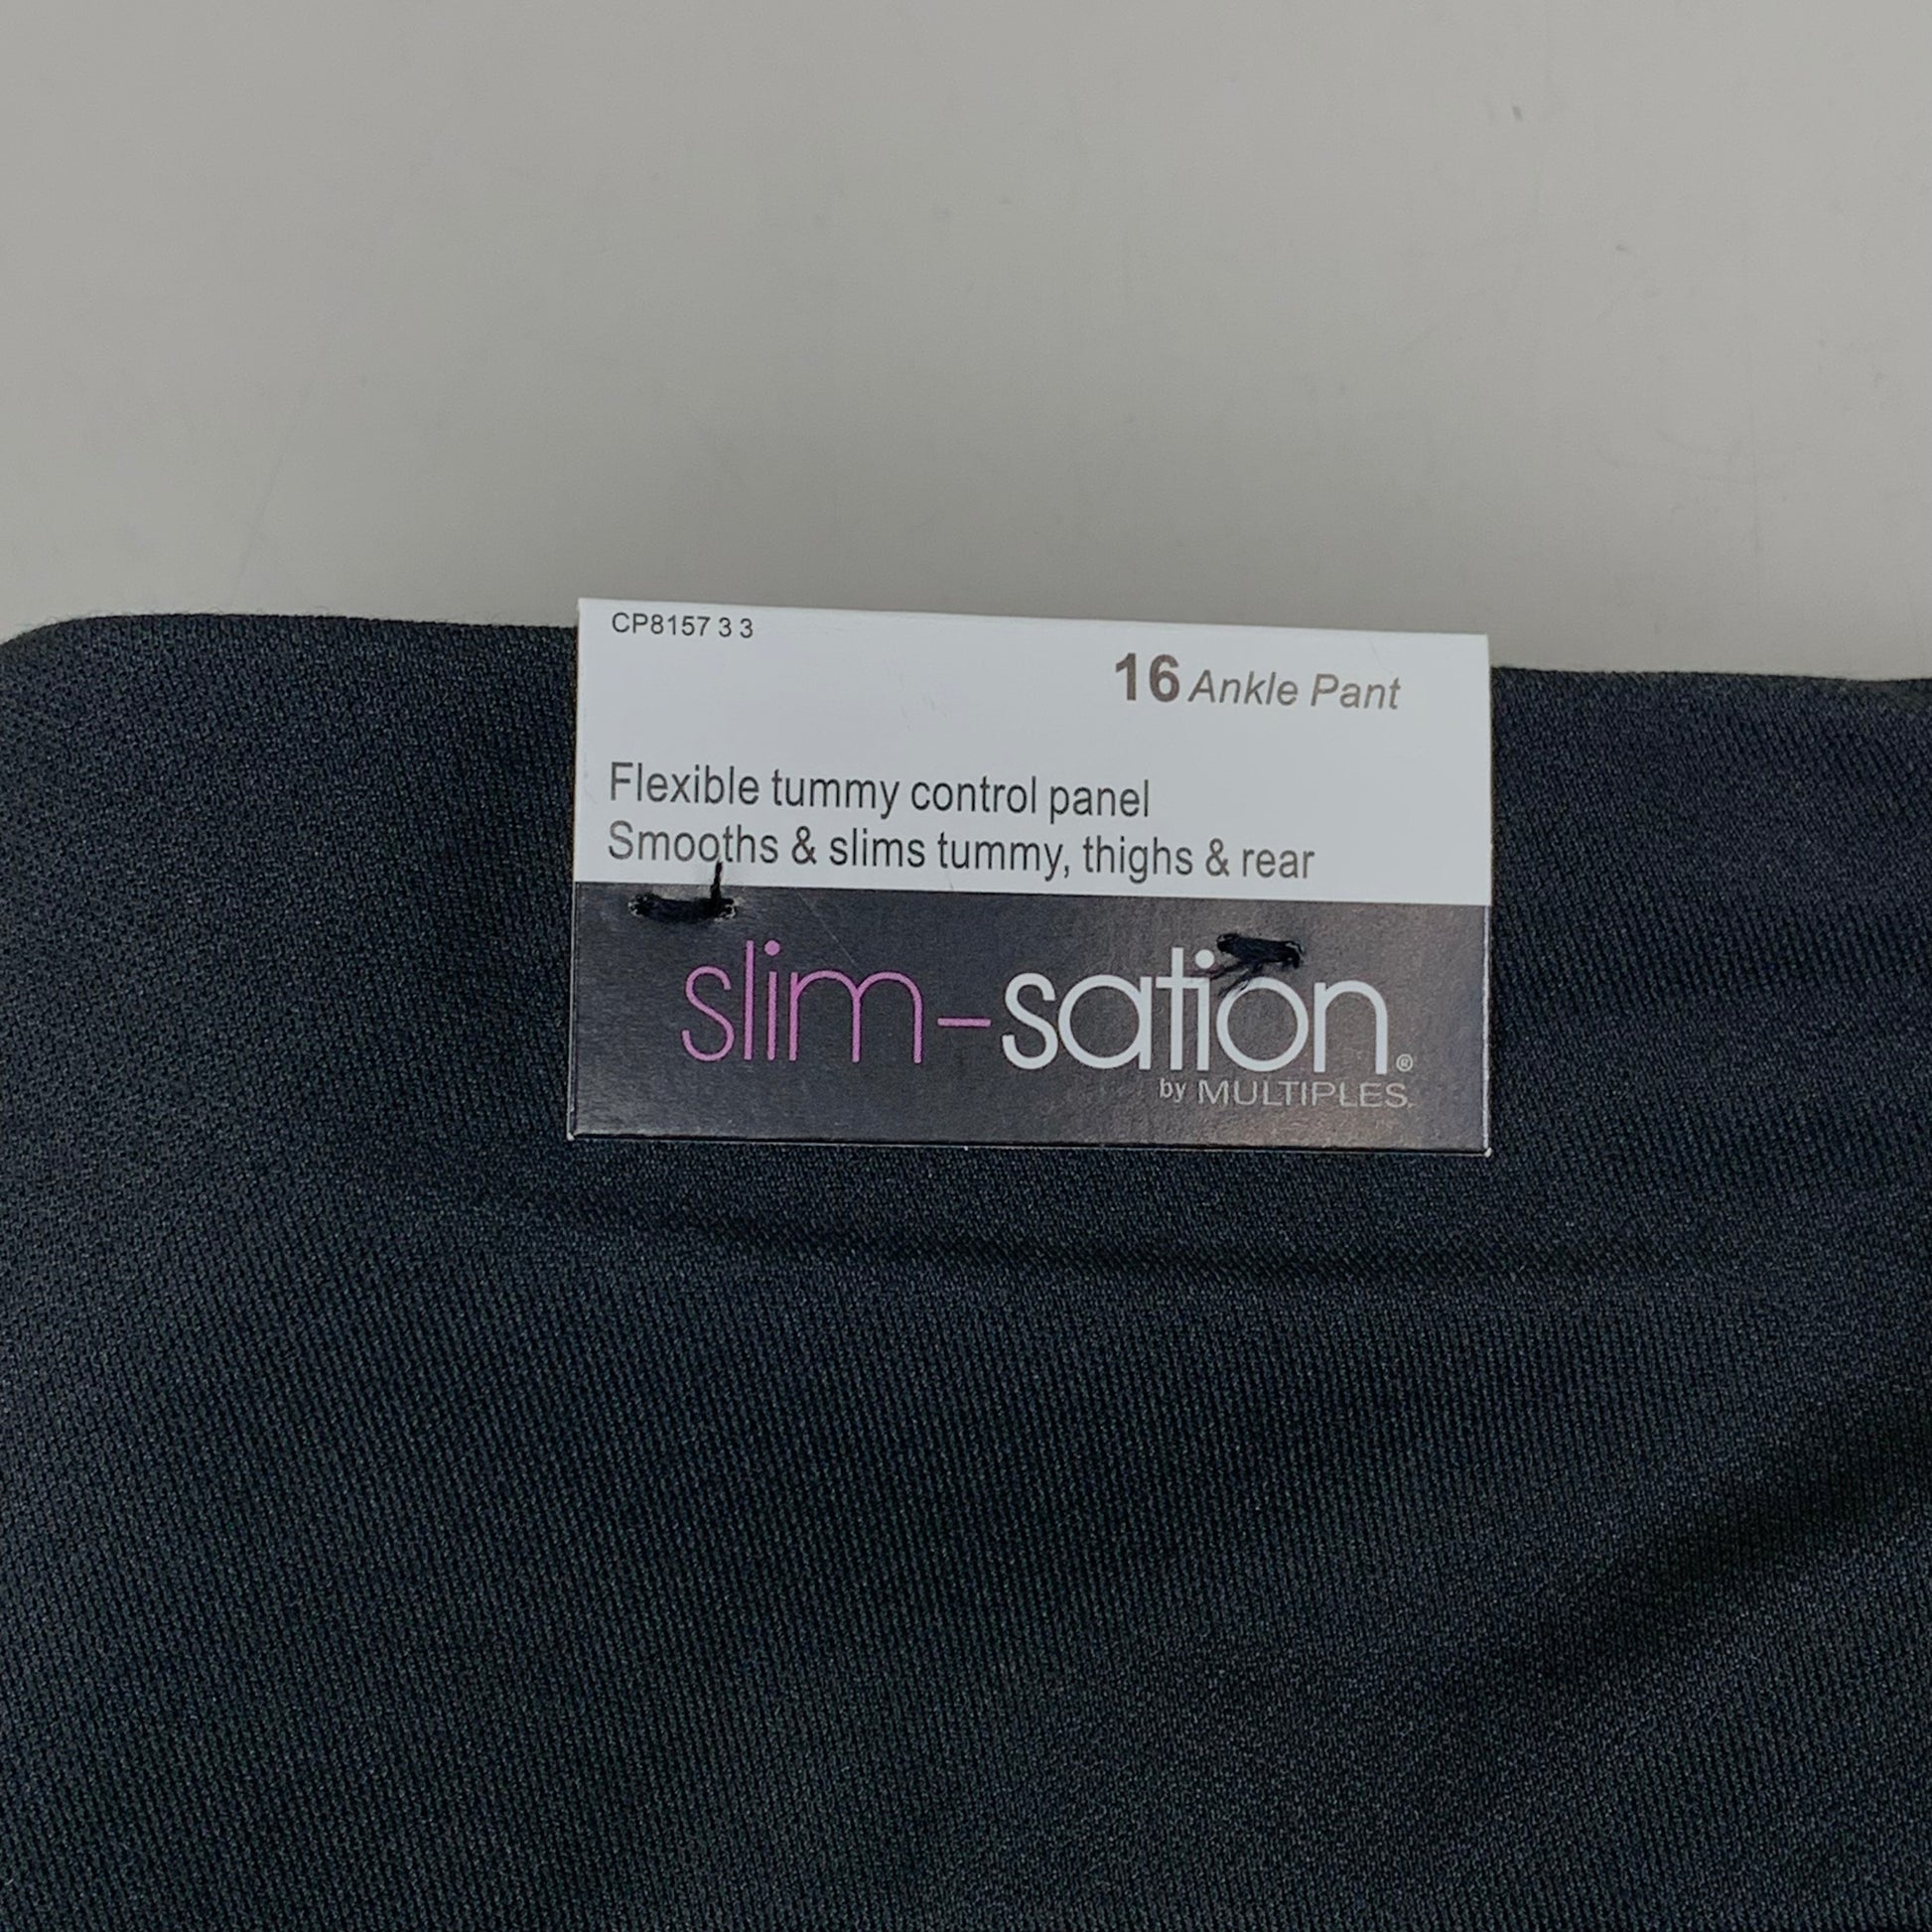 CP8157 3 3
16 Ankle Pant
Flexible tummy control panel
Smooths & slims tummy, thighs & rear
slim-sation®
by MULTIPLES